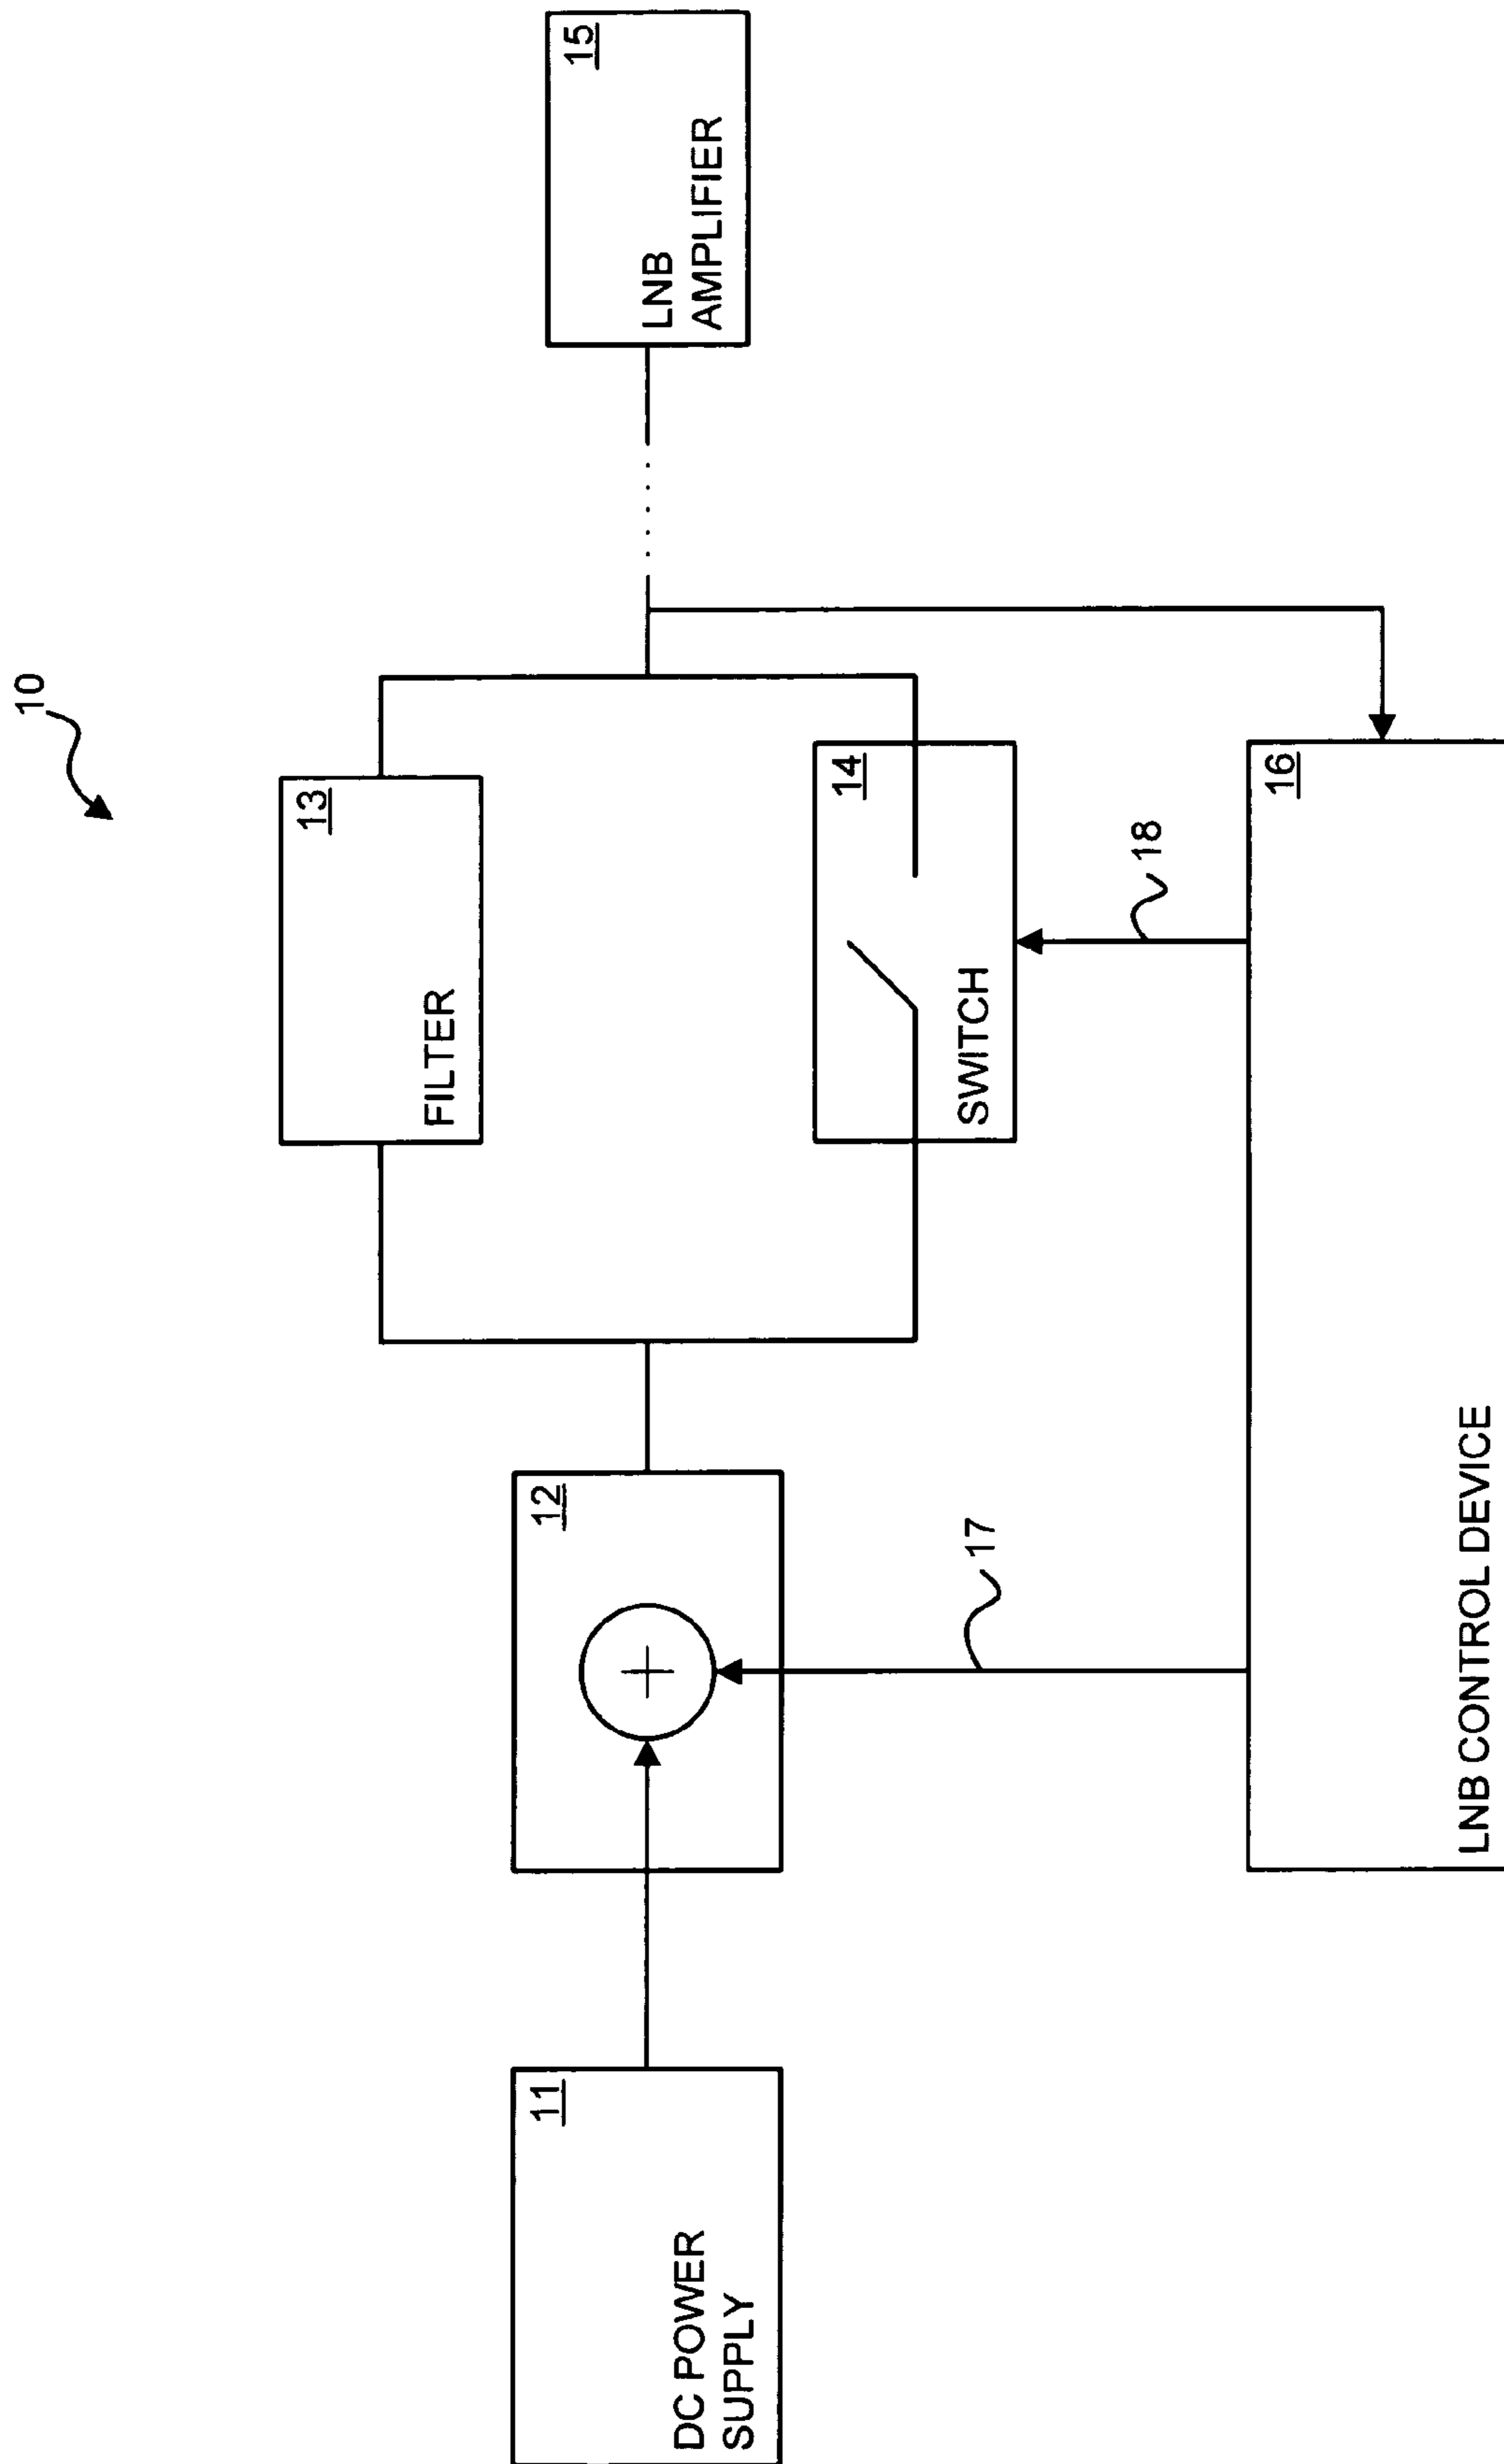 10
11
DC POWER
SUPPLY
12
13
FILTER
14
SWITCH
15
LNB
AMPLIFIER
17
18
16
LNB CONTROL DEVICE